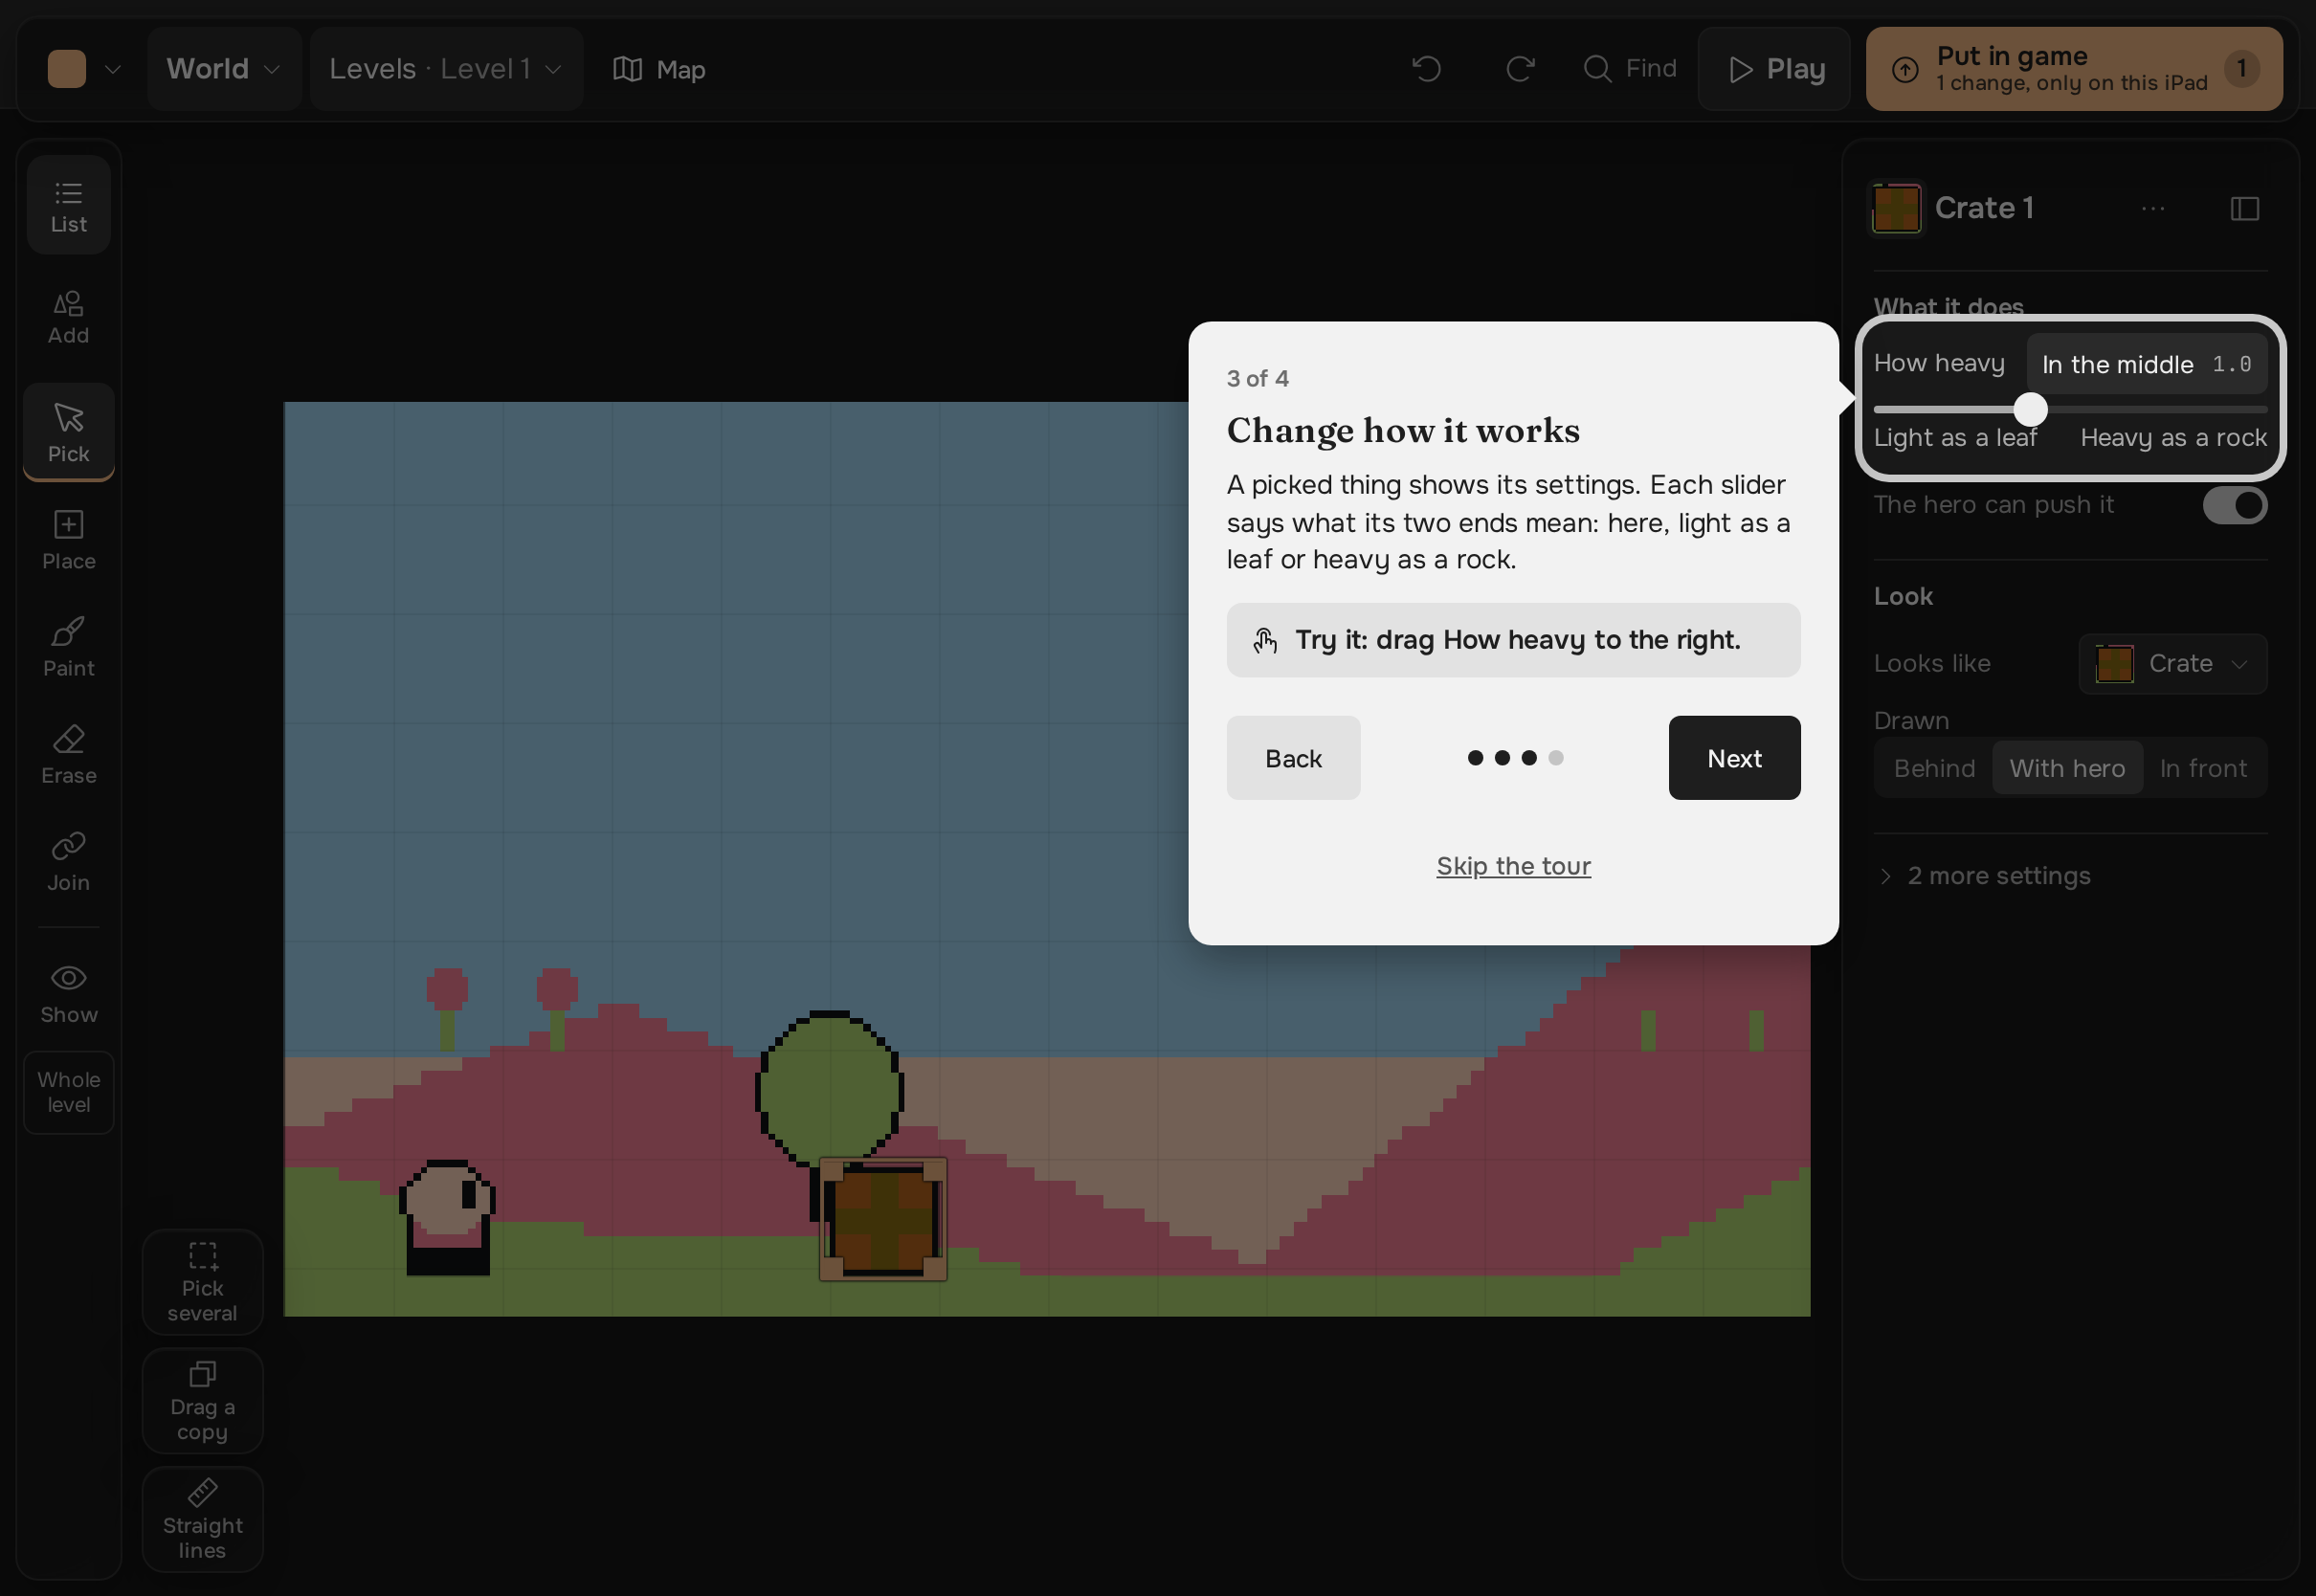 World
Levels · Level 1
Map
Find
Play
Put in game
1 change, only on this iPad
1
List
Add
Pick
Place
Paint
Erase
Join
Show
Whole
level
Pick
several
Drag a
copy
Straight
lines
3 of 4
Change how it works
A picked thing shows its settings. Each slider
says what its two ends mean: here, light as a
leaf or heavy as a rock.
Try it: drag How heavy to the right.
Back
Next
Skip the tour
Crate 1
What it does
How heavy
In the middle 1.0
Light as a leaf
Heavy as a rock
The hero can push it
Look
Looks like
Crate
Drawn
Behind
With hero
In front
2 more settings